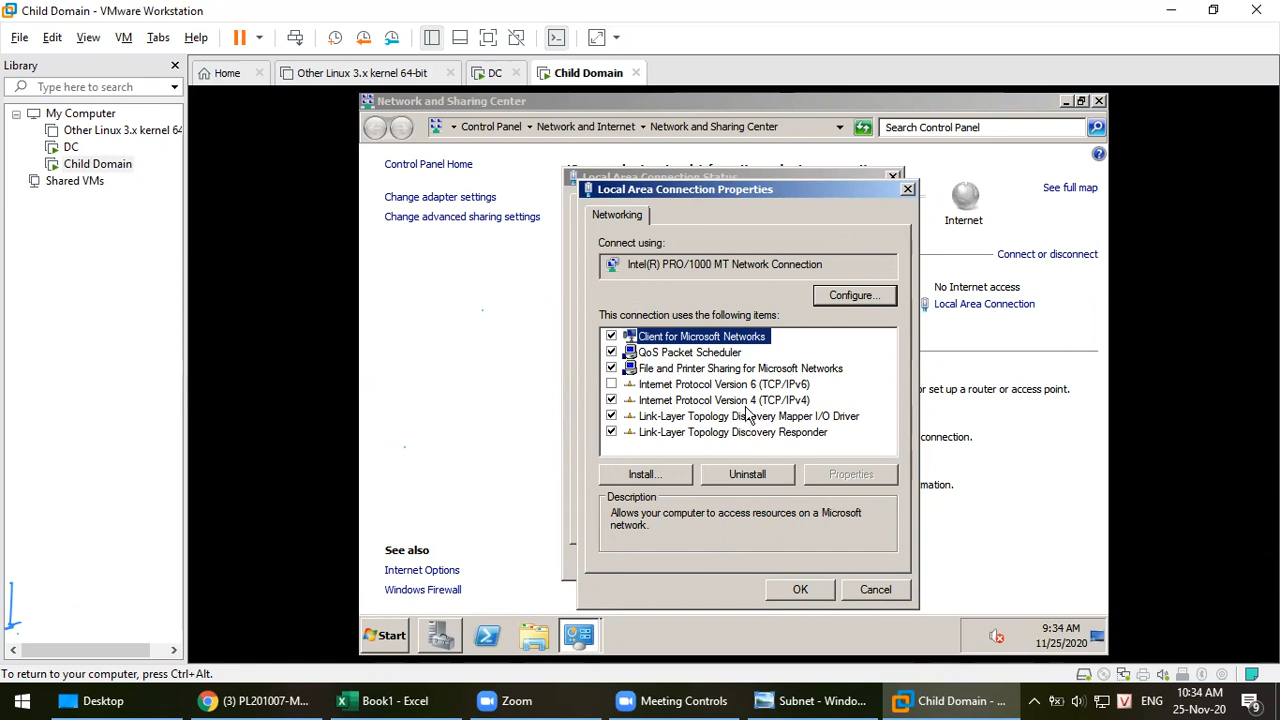 Child Domain - VMware Workstation
File Edit View VM Tabs Help
Library
Type here to search
My Computer
Other Linux 3.x kernel 64
DC
Child Domain
Shared VMs
Home
Other Linux 3.x kernel 64-bit
DC
Child Domain
Network and Sharing Center
Control Panel Network and Internet Network and Sharing Center
Search Control Panel
Control Panel Home
Change adapter settings
Change advanced sharing settings
See full map
Internet
Connect or disconnect
No Internet access
Local Area Connection
or set up a router or access point.
connection.
mation.
See also
Internet Options
Windows Firewall
Local Area Connection Status
Local Area Connection Properties
Networking
Connect using:
Intel(R) PRO/1000 MT Network Connection
Configure...
This connection uses the following items:
Client for Microsoft Networks
QoS Packet Scheduler
File and Printer Sharing for Microsoft Networks
Internet Protocol Version 6 (TCP/IPv6)
Internet Protocol Version 4 (TCP/IPv4)
Link-Layer Topology Discovery Mapper I/O Driver
Link-Layer Topology Discovery Responder
Install... Uninstall Properties
Description
Allows your computer to access resources on a Microsoft
network.
OK Cancel
Start
9:34 AM
11/25/2020
To return to your computer, press Ctrl+Alt.
Desktop
(3) PL201007-M...
Book1 - Excel
Zoom
Meeting Controls
Subnet - Windo...
Child Domain - ...
V ENG
10:34 AM
25-Nov-20
9